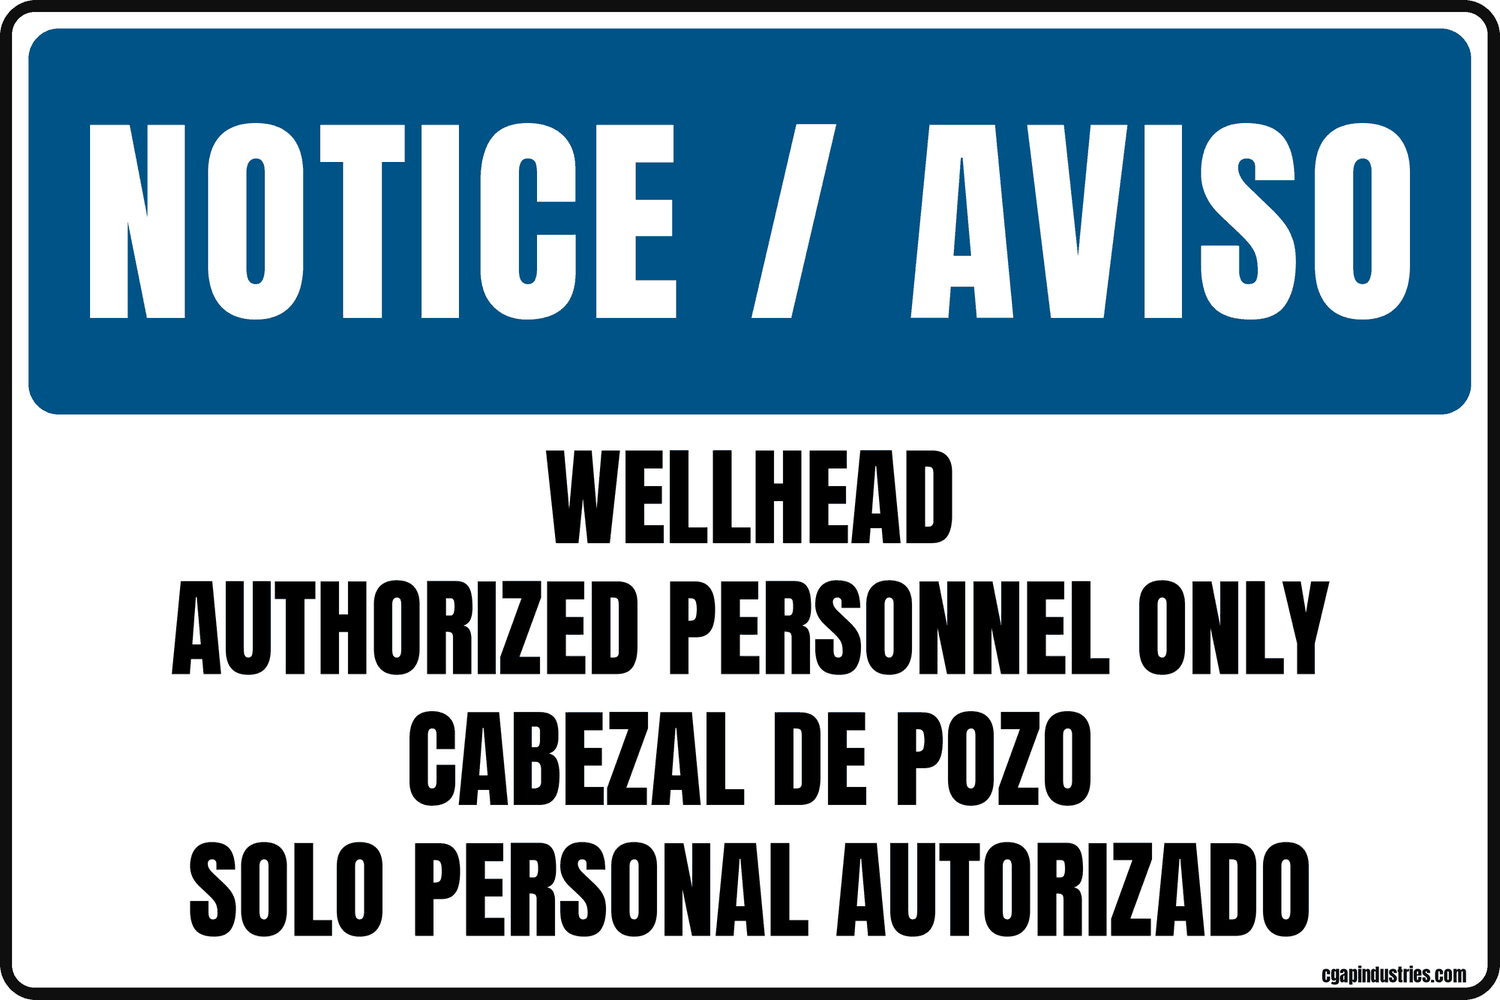 NOTICE / AVISO
WELLHEAD
AUTHORIZED PERSONNEL ONLY
CABEZAL DE POZO
SOLO PERSONAL AUTORIZADO
cgapindustries.com